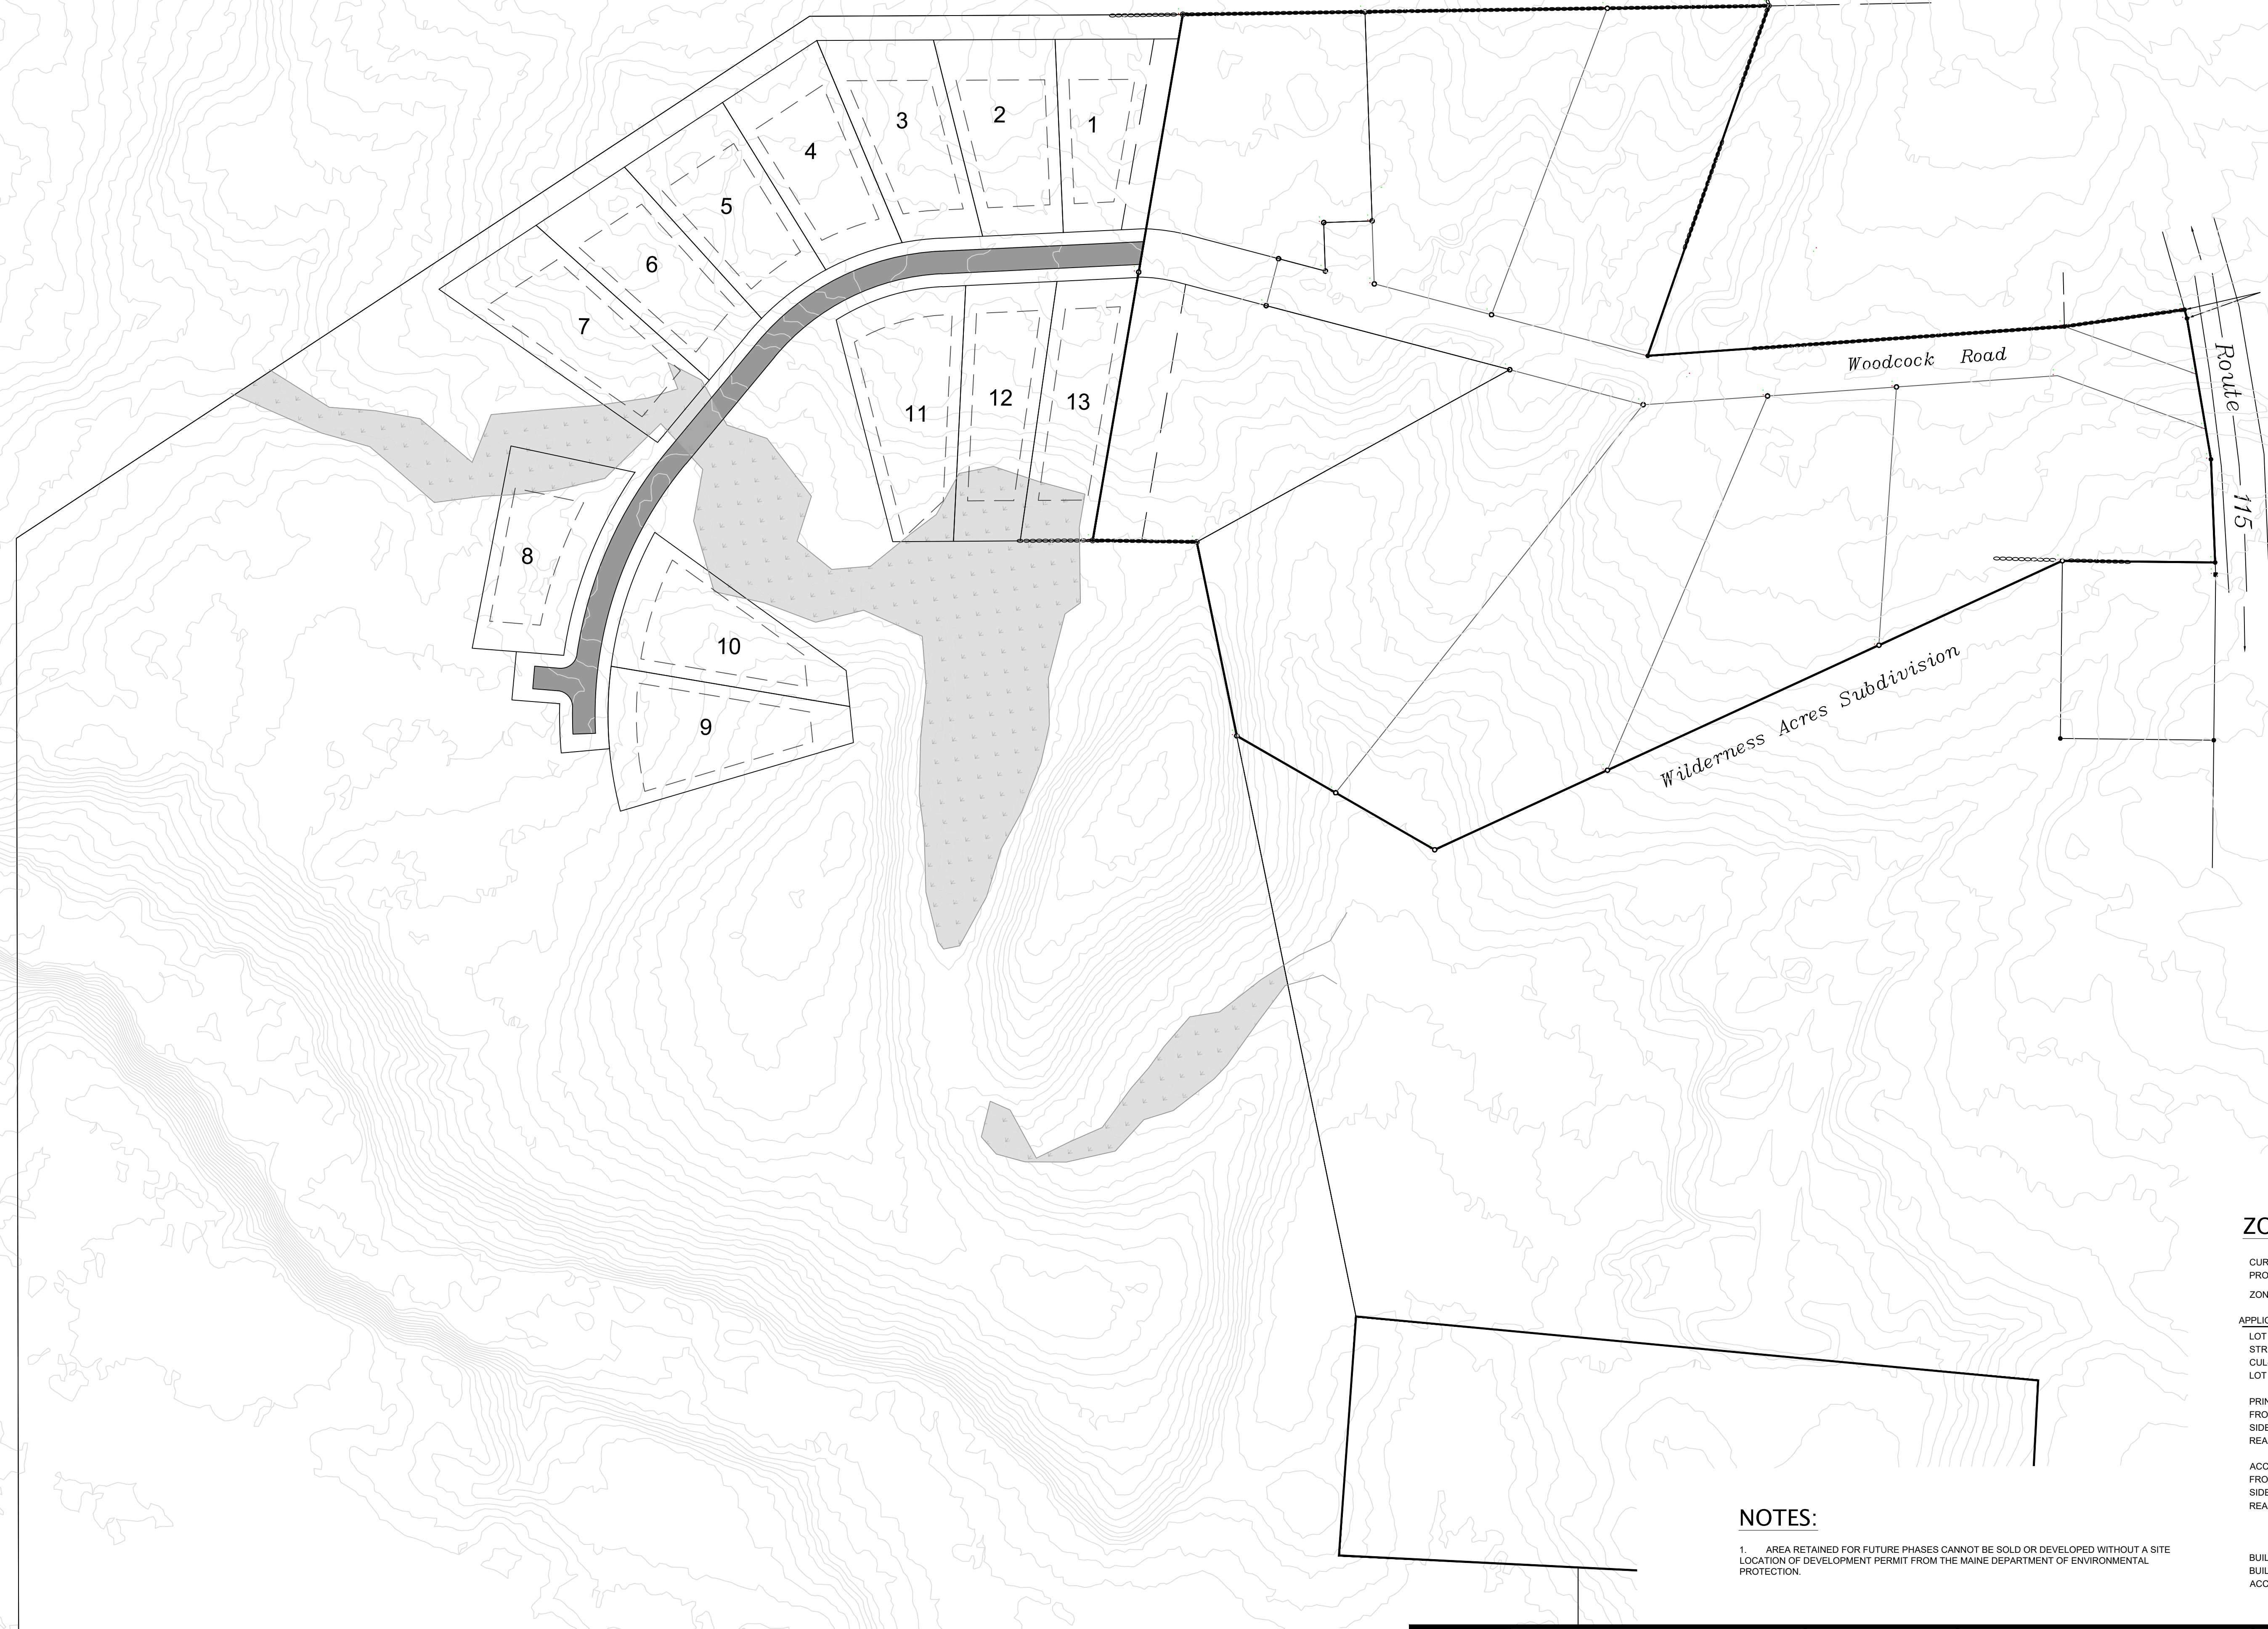 1
2
3
4
5
6
7
8
9
10
11
12
13
Woodcock Road
Route 115
Wilderness Acres Subdivision
ZO
CUR
PRO
ZON
APPLI
LOT
STR
CUL
LOT
PRIN
FRO
SIDE
REA
ACC
FRO
SIDE
REA
BUIL
BUIL
ACC
NOTES:
1. AREA RETAINED FOR FUTURE PHASES CANNOT BE SOLD OR DEVELOPED WITHOUT A SITE
LOCATION OF DEVELOPMENT PERMIT FROM THE MAINE DEPARTMENT OF ENVIRONMENTAL
PROTECTION.